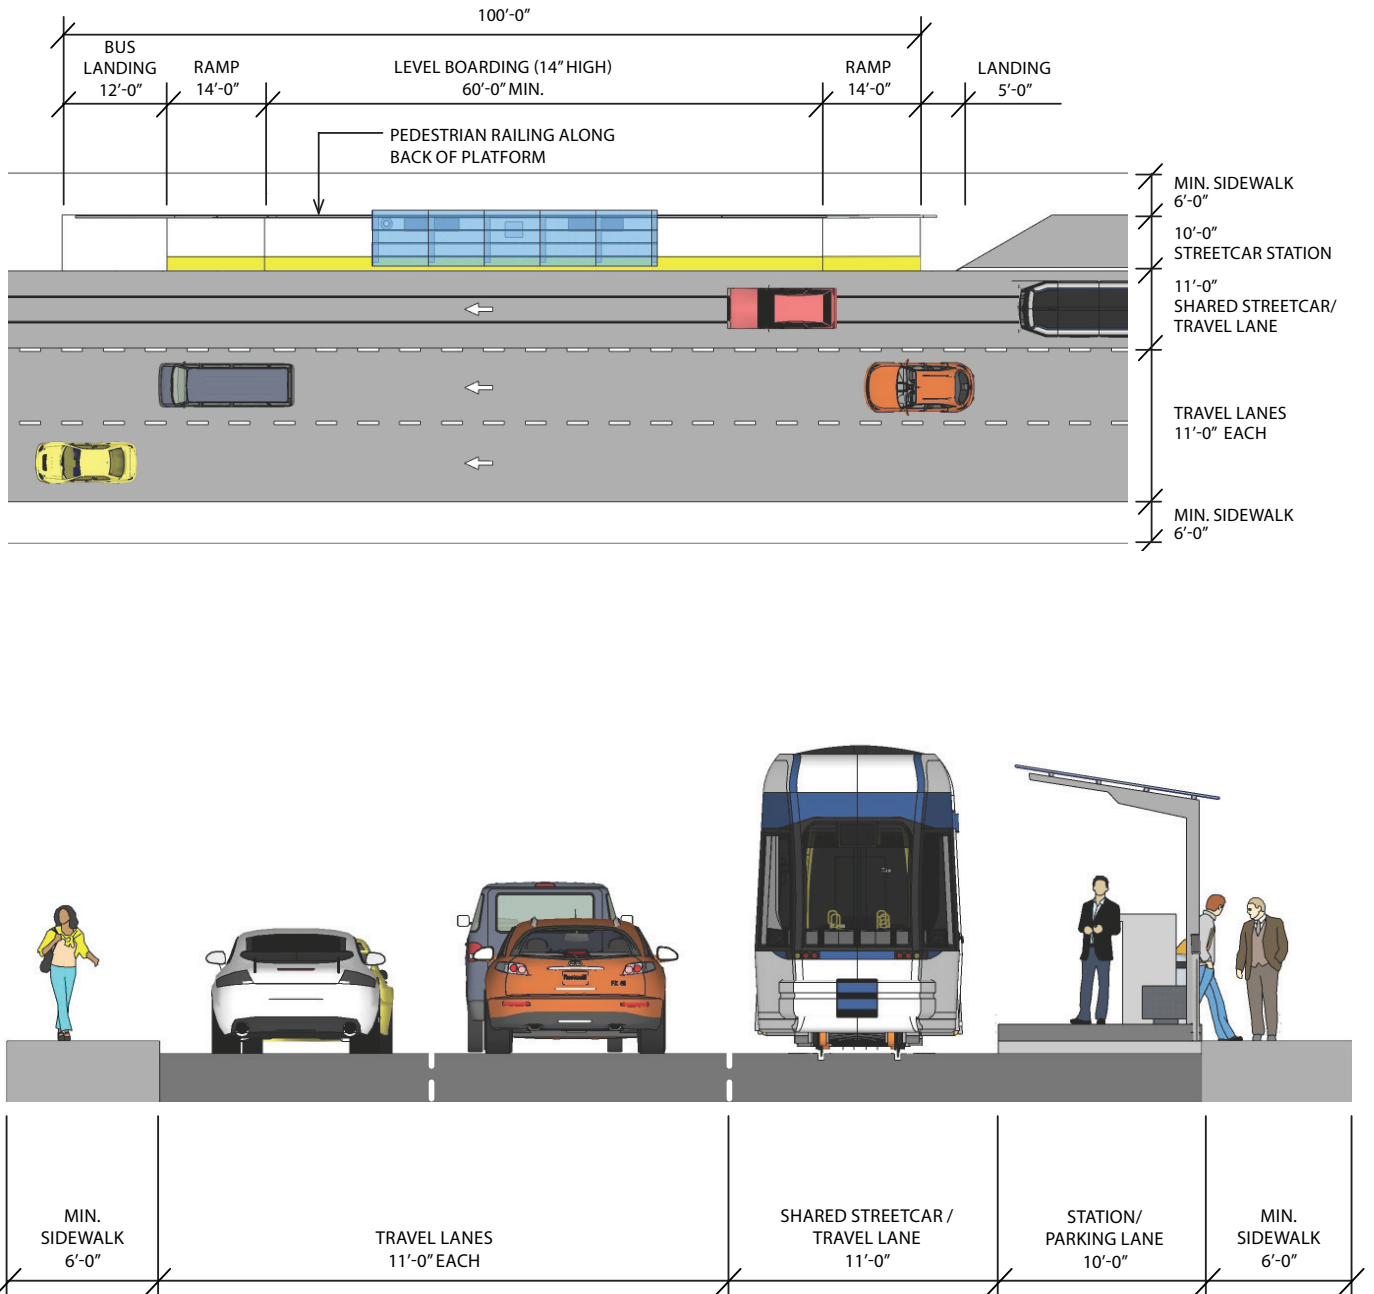 100’-0”
BUS
LANDING
12’-0”
RAMP
14’-0”
LEVEL BOARDING (14” HIGH)
60’-0” MIN.
RAMP
14’-0”
LANDING
5’-0”
PEDESTRIAN RAILING ALONG
BACK OF PLATFORM
MIN. SIDEWALK
6’-0”
10’-0”
STREETCAR STATION
11’-0”
SHARED STREETCAR/
TRAVEL LANE
TRAVEL LANES
11’-0” EACH
MIN. SIDEWALK
6’-0”
MIN.
SIDEWALK
6’-0”
TRAVEL LANES
11’-0” EACH
SHARED STREETCAR /
TRAVEL LANE
11’-0”
STATION/
PARKING LANE
10’-0”
MIN.
SIDEWALK
6’-0”